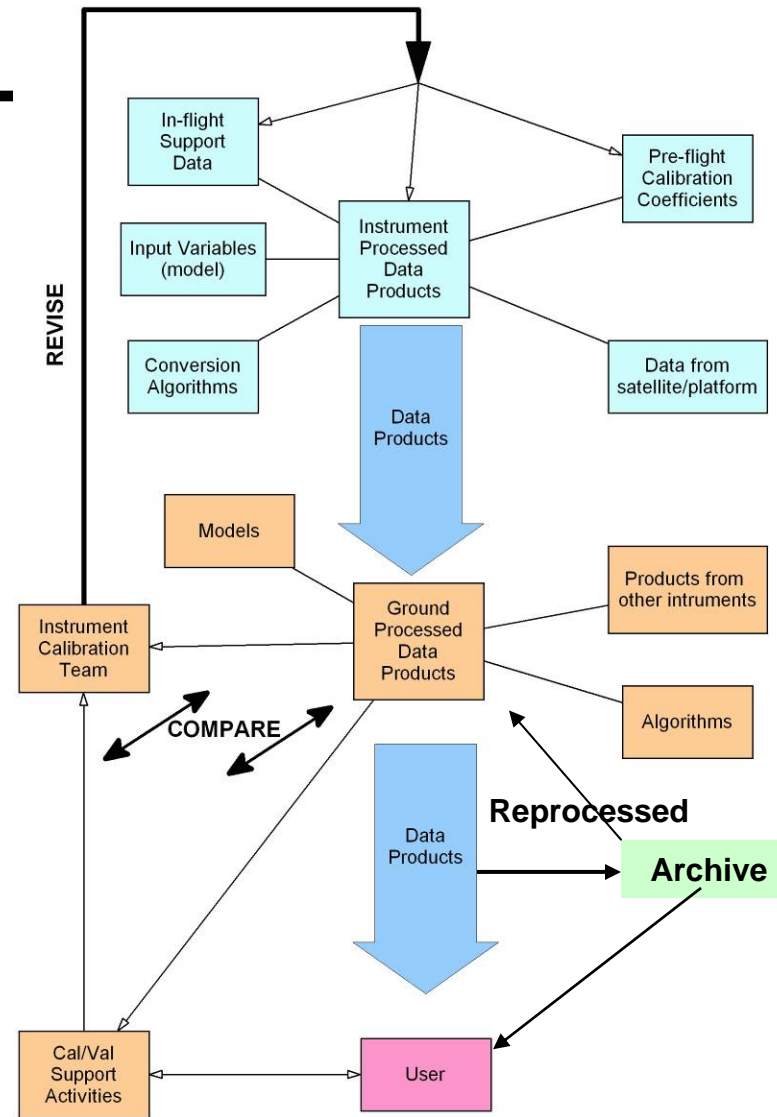 In-flight
Support
Data
Pre-flight
Calibration
Coefficients
Instrument
Processed
Data
Products
Input Variables
(model)
REVISE
Conversion
Algorithms
Data from
satellite/platform
Data
Products
Models
Products from
other intruments
Ground
Processed
Data
Products
Instrument
Calibration
Team
Algorithms
COMPARE
Reprocessed
Data
Products
Archive
Cal/Val
Support
Activities
User